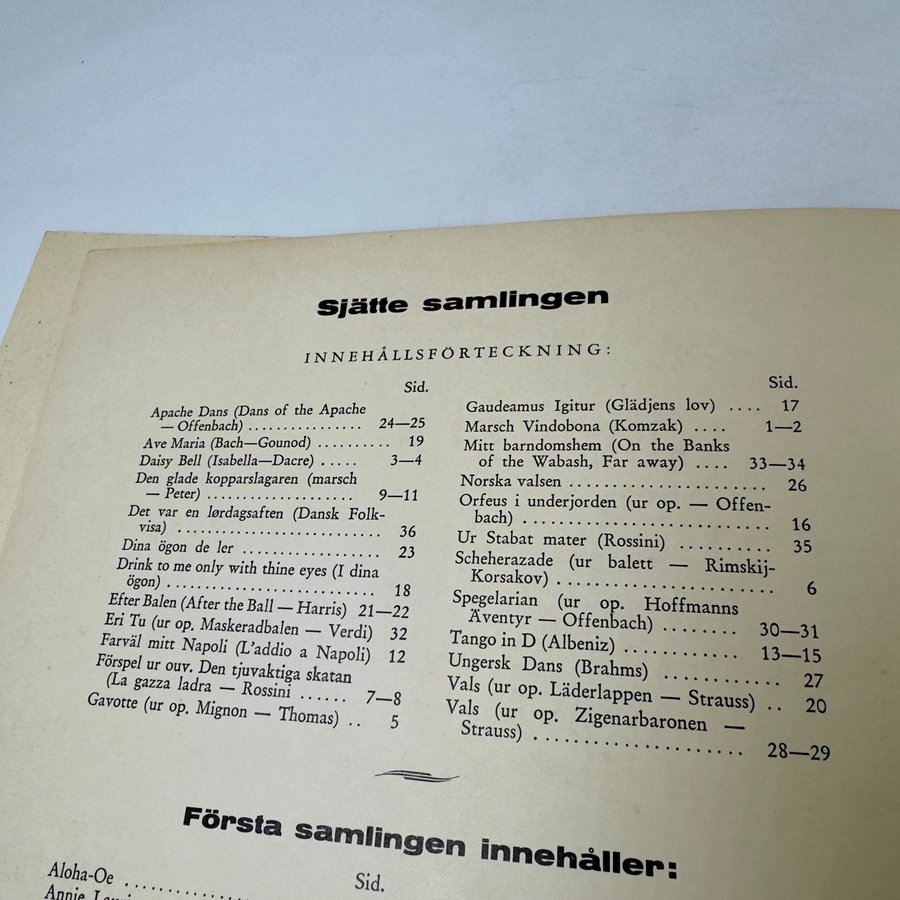 Sjätte samlingen
INNEHÅLLSFÖRTECKNING:
Sid.
Apache Dans (Dans of the Apache
— Offenbach) ................ 24—25
Ave Maria (Bach—Gounod) .......... 19
Daisy Bell (Isabella—Dacre) ..... 3—4
Den glade kopparslagaren (marsch
— Peter) .................... 9—11
Det var en lørdagsaften (Dansk Folk-
visa) ............................ 36
Dina ögon de ler ................... 23
Drink to me only with thine eyes (I dina
ögon) ............................. 18
Efter Balen (After the Ball — Harris) 21—22
Eri Tu (ur op. Maskeradbalen — Verdi) 32
Farväl mitt Napoli (L'addio a Napoli) 12
Förspel ur ouv. Den tjuvaktiga skatan
(La gazza ladra — Rossini ...... 7—8
Gavotte (ur op. Mignon — Thomas) .. 5
Sid.
Gaudeamus Igitur (Glädjens lov) .... 17
Marsch Vindobona (Komzak) .... 1—2
Mitt barndomshem (On the Banks
of the Wabash, Far away) .... 33—34
Norska valsen ........................ 26
Orfeus i underjorden (ur op. — Offen-
bach) .............................. 16
Ur Stabat mater (Rossini) .......... 35
Scheherazade (ur balett — Rimskij-
Korsakov) .......................... 6
Spegelarian (ur op. Hoffmanns
Äventyr — Offenbach) ........ 30—31
Tango in D (Albeniz) ............ 13—15
Ungersk Dans (Brahms) ............. 27
Vals (ur op. Läderlappen — Strauss) .. 20
Vals (ur op. Zigenarbaronen —
Strauss) ..................... 28—29
Första samlingen innehåller:
Sid.
Aloha-Oe ..............
Annie